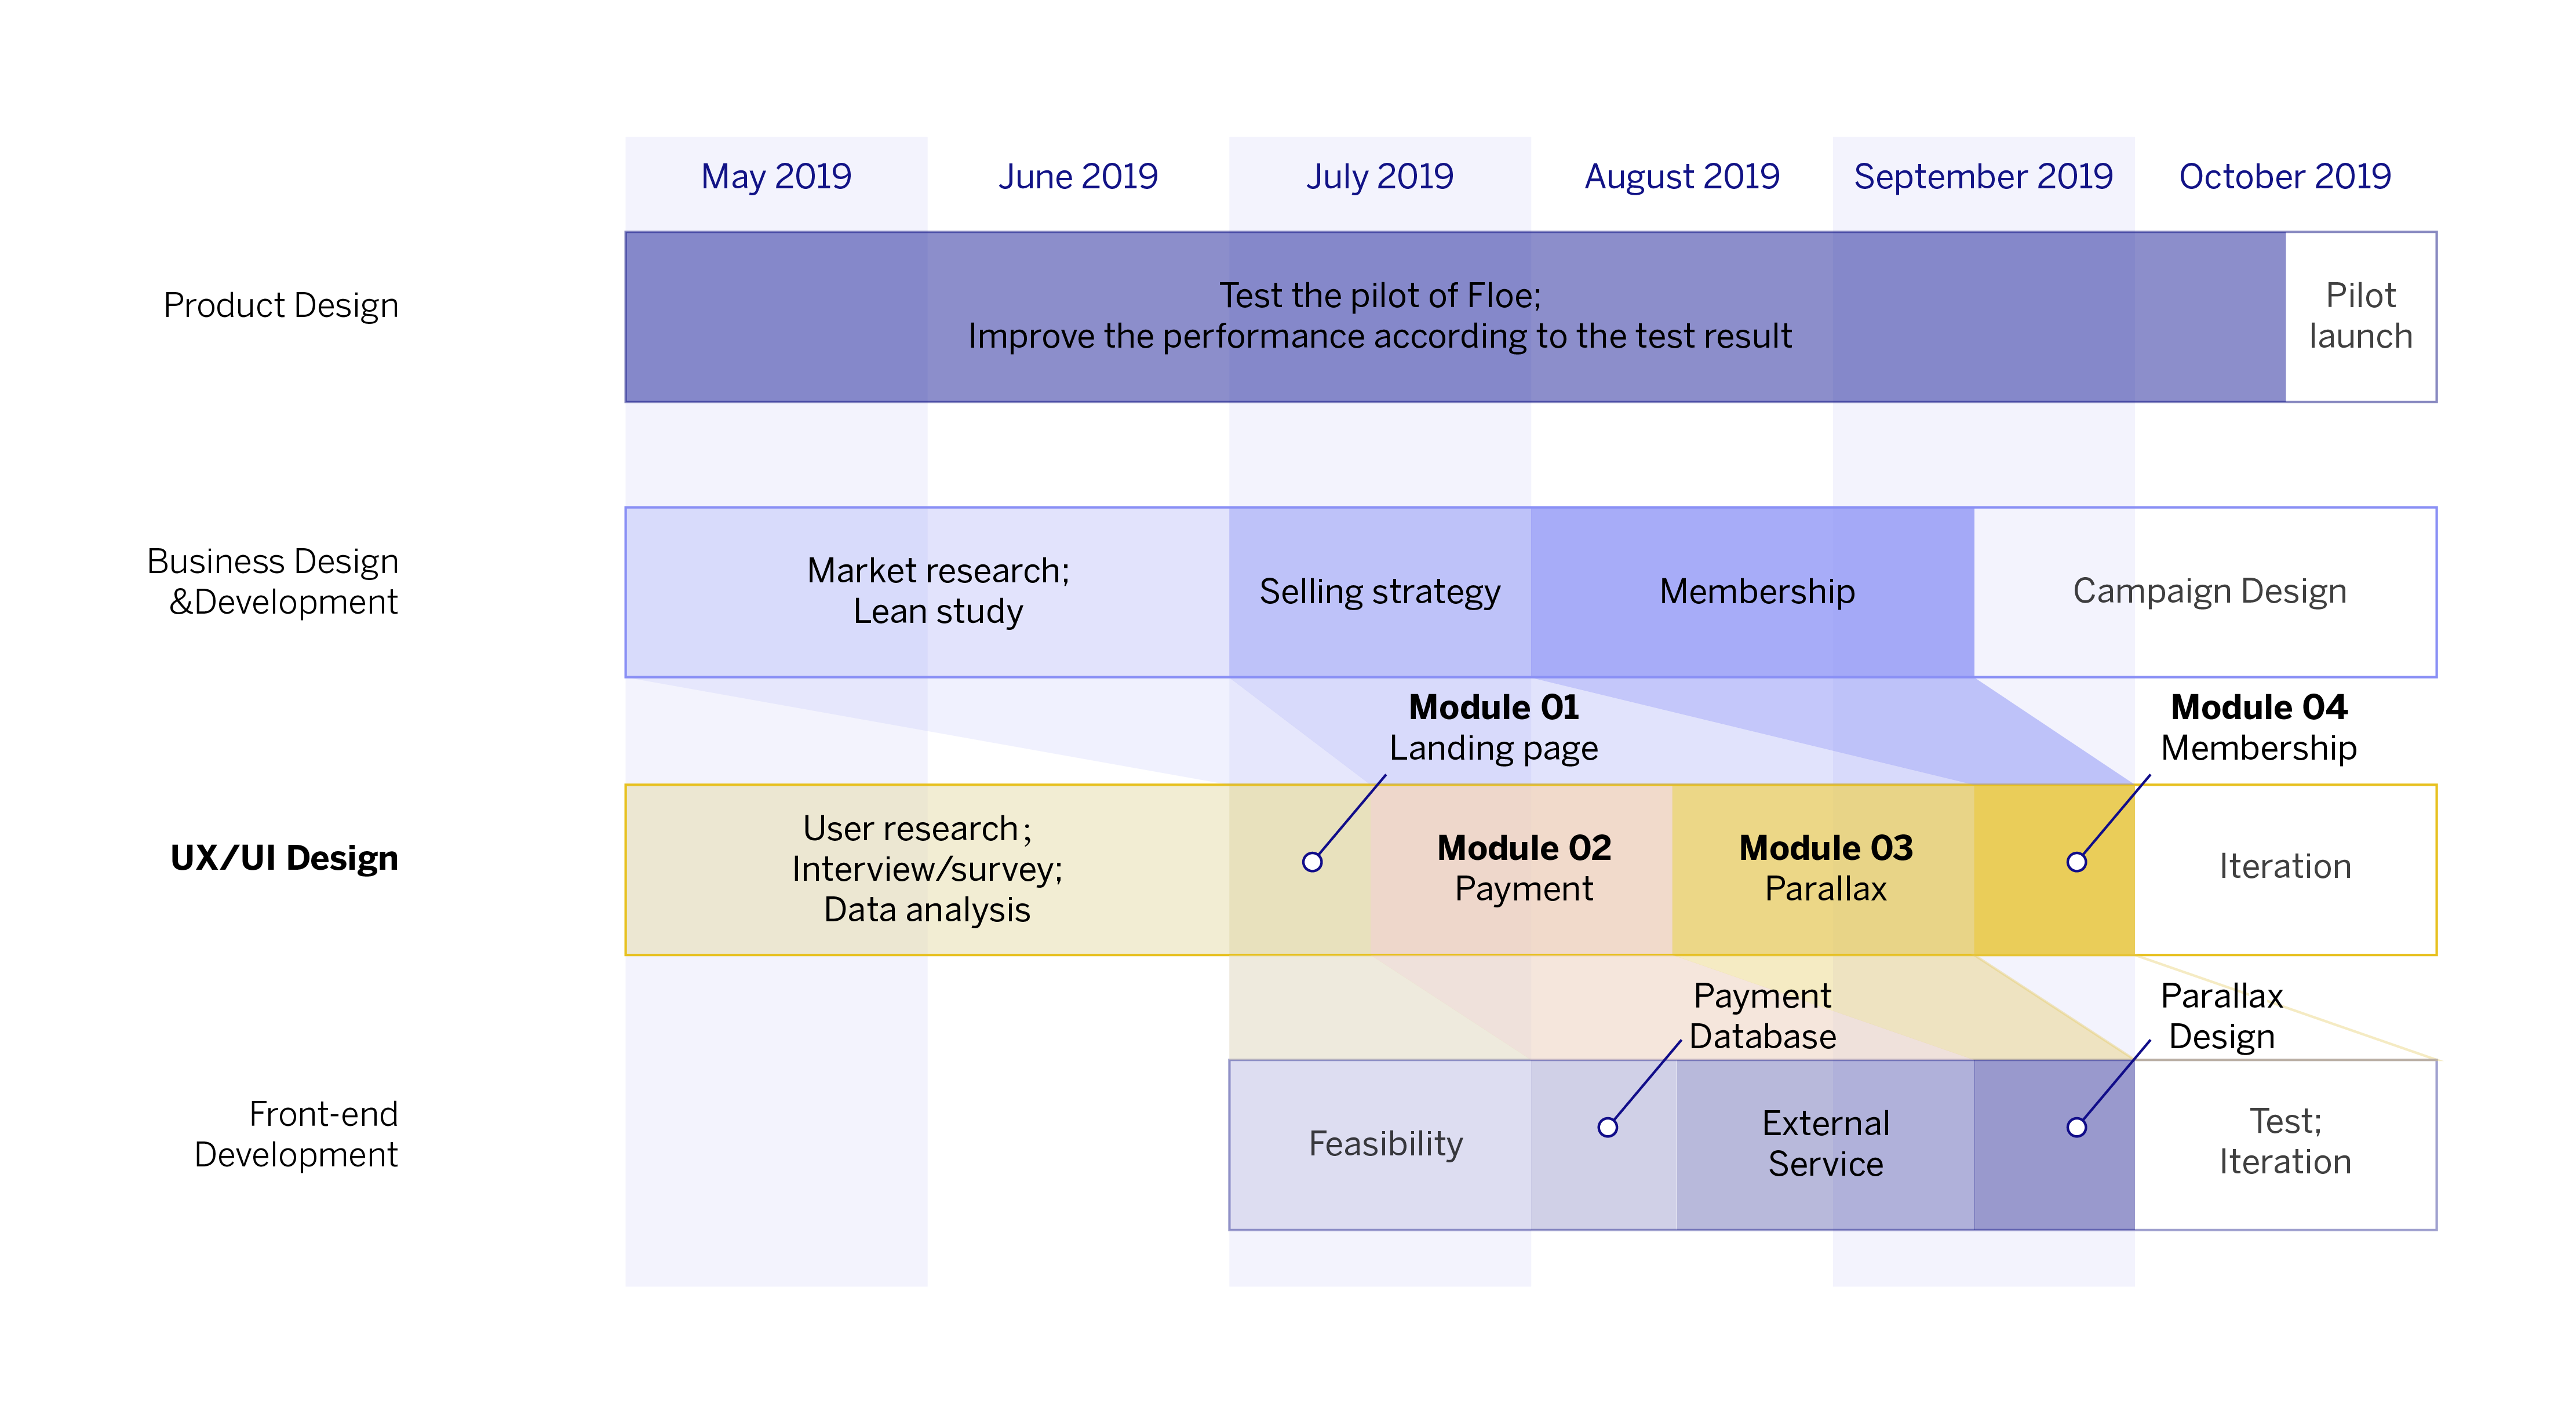 May 2019
June 2019
July 2019
August 2019
September 2019
October 2019
Product Design
Test the pilot of Floe;
Improve the performance according to the test result
Pilot
launch
Business Design
&Development
Market research;
Lean study
Selling strategy
Membership
Campaign Design
Module 01
Landing page
Module 04
Membership
UX/UI Design
User research;
Interview/survey;
Data analysis
Module 02
Payment
Module 03
Parallax
Iteration
Payment
Database
Parallax
Design
Front-end
Development
Feasibility
External
Service
Test;
Iteration